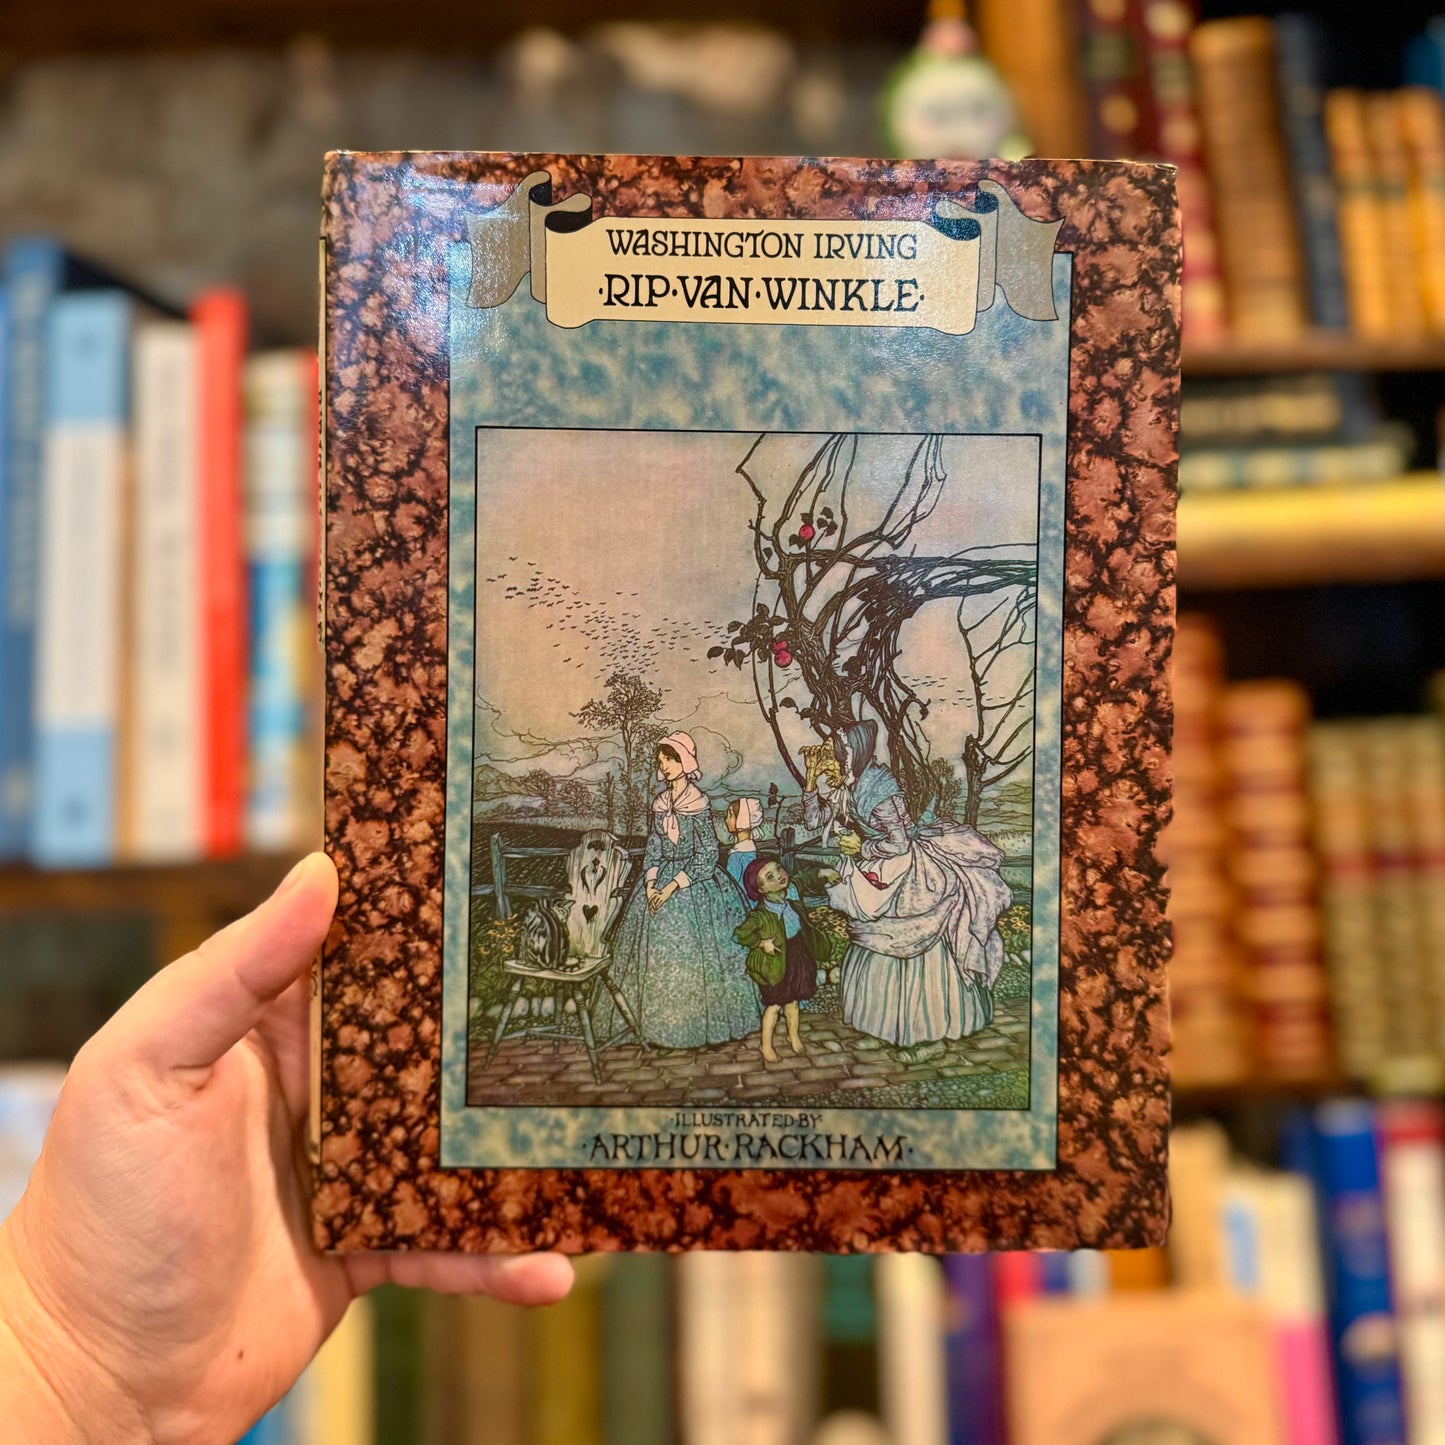 WASHINGTON IRVING
·RIP·VAN·WINKLE·
·ILLUSTRATED·BY·
·ARTHUR·RACKHAM·